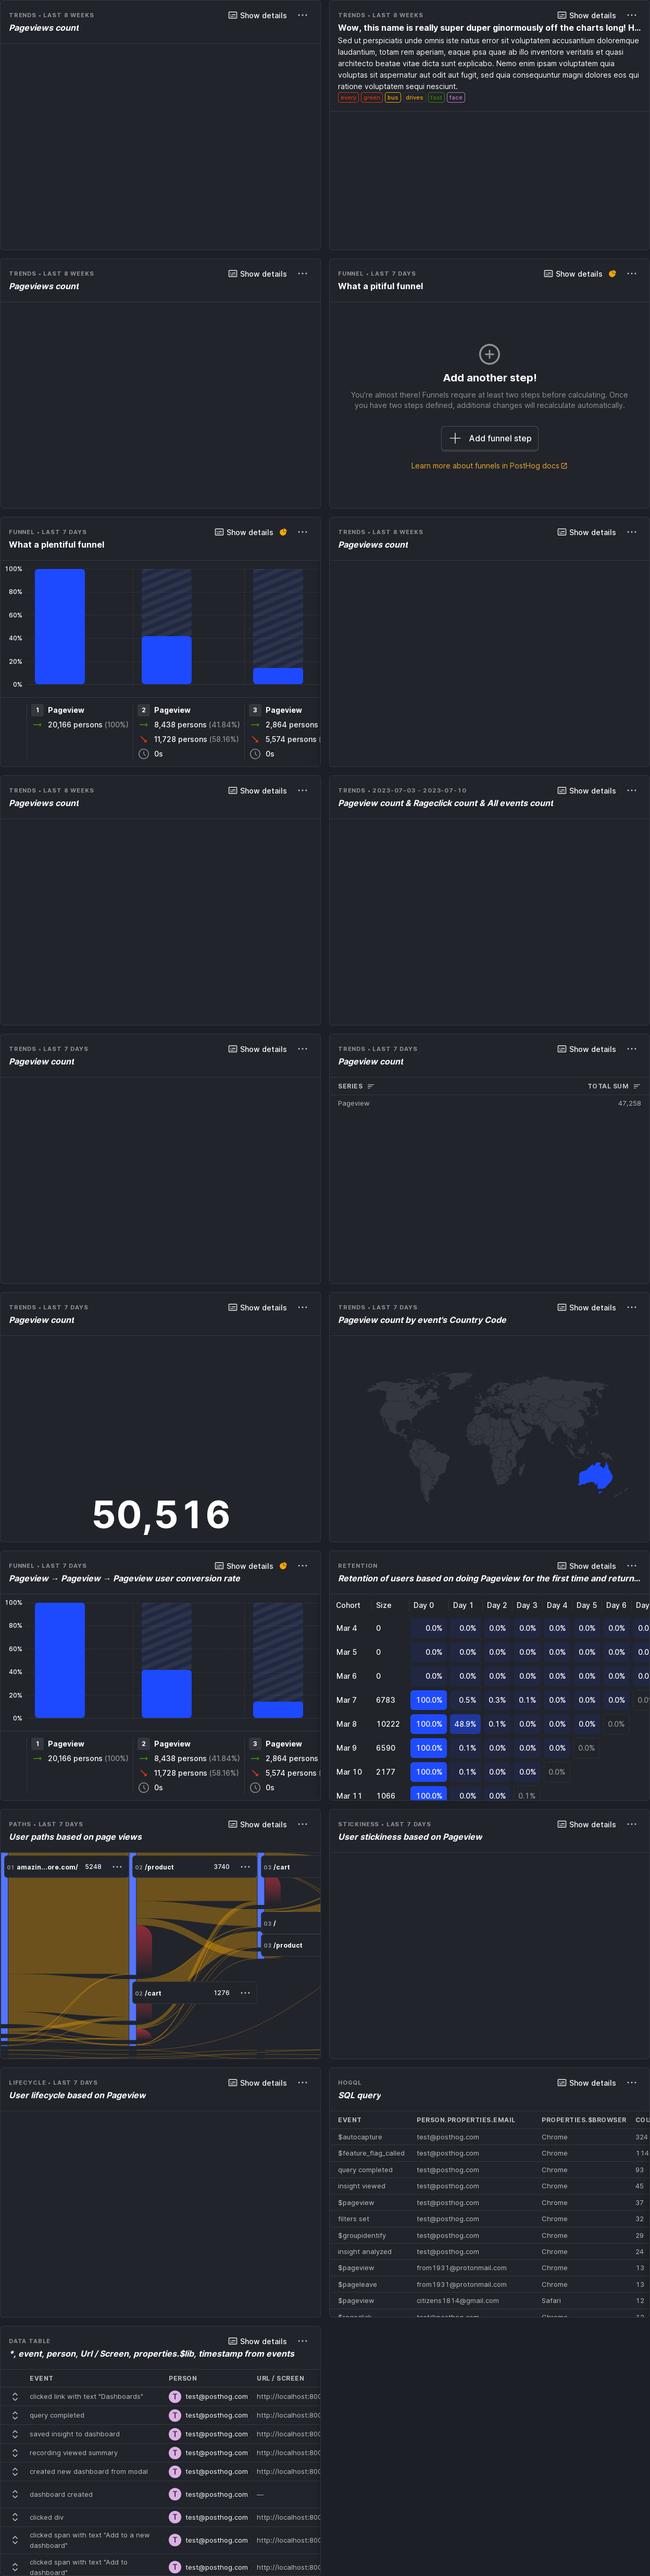 TRENDS • LAST 8 WEEKS
Show details
Pageviews count
TRENDS • LAST 8 WEEKS
Show details
Wow, this name is really super duper ginormously off the charts long! H...
Sed ut perspiciatis unde omnis iste natus error sit voluptatem accusantium doloremque
laudantium, totam rem aperiam, eaque ipsa quae ab illo inventore veritatis et quasi
architecto beatae vitae dicta sunt explicabo. Nemo enim ipsam voluptatem quia
voluptas sit aspernatur aut odit aut fugit, sed quia consequuntur magni dolores eos qui
ratione voluptatem sequi nesciunt.
every green bus drives fast face
TRENDS • LAST 8 WEEKS
Show details
Pageviews count
FUNNEL • LAST 7 DAYS
Show details
What a pitiful funnel
Add another step!
You're almost there! Funnels require at least two steps before calculating. Once
you have two steps defined, additional changes will recalculate automatically.
Add funnel step
Learn more about funnels in PostHog docs
FUNNEL • LAST 7 DAYS
Show details
What a plentiful funnel
100%
80%
60%
40%
20%
0%
1 Pageview
20,166 persons (100%)
2 Pageview
8,438 persons (41.84%)
11,728 persons (58.16%)
0s
3 Pageview
2,864 persons
5,574 persons (
0s
TRENDS • LAST 8 WEEKS
Show details
Pageviews count
TRENDS • LAST 8 WEEKS
Show details
Pageviews count
TRENDS • 2023-07-03 - 2023-07-10
Show details
Pageview count & Rageclick count & All events count
TRENDS • LAST 7 DAYS
Show details
Pageview count
TRENDS • LAST 7 DAYS
Show details
Pageview count
SERIES TOTAL SUM
Pageview 47,258
TRENDS • LAST 7 DAYS
Show details
Pageview count
50,516
TRENDS • LAST 7 DAYS
Show details
Pageview count by event's Country Code
FUNNEL • LAST 7 DAYS
Show details
Pageview → Pageview → Pageview user conversion rate
100%
80%
60%
40%
20%
0%
1 Pageview
20,166 persons (100%)
2 Pageview
8,438 persons (41.84%)
11,728 persons (58.16%)
0s
3 Pageview
2,864 persons
5,574 persons (
0s
RETENTION
Show details
Retention of users based on doing Pageview for the first time and return...
Cohort Size Day 0 Day 1 Day 2 Day 3 Day 4 Day 5 Day 6 Day
Mar 4 0 0.0% 0.0% 0.0% 0.0% 0.0% 0.0% 0.0% 0.0
Mar 5 0 0.0% 0.0% 0.0% 0.0% 0.0% 0.0% 0.0% 0.0
Mar 6 0 0.0% 0.0% 0.0% 0.0% 0.0% 0.0% 0.0% 0.0
Mar 7 6783 100.0% 0.5% 0.3% 0.1% 0.0% 0.0% 0.0% 0.0
Mar 8 10222 100.0% 48.9% 0.1% 0.0% 0.0% 0.0% 0.0%
Mar 9 6590 100.0% 0.1% 0.0% 0.0% 0.0% 0.0%
Mar 10 2177 100.0% 0.1% 0.0% 0.0% 0.0%
Mar 11 1066 100.0% 0.0% 0.0% 0.1%
PATHS • LAST 7 DAYS
Show details
User paths based on page views
01 amazin...ore.com/ 5248
02 /product 3740
03 /cart
03 /
03 /product
02 /cart 1276
STICKINESS • LAST 7 DAYS
Show details
User stickiness based on Pageview
LIFECYCLE • LAST 7 DAYS
Show details
User lifecycle based on Pageview
HOGQL
Show details
SQL query
EVENT PERSON.PROPERTIES.EMAIL PROPERTIES.$BROWSER COU
$autocapture test@posthog.com Chrome 324
$feature_flag_called test@posthog.com Chrome 114
query completed test@posthog.com Chrome 93
insight viewed test@posthog.com Chrome 45
$pageview test@posthog.com Chrome 37
filters set test@posthog.com Chrome 32
$groupidentify test@posthog.com Chrome 29
insight analyzed test@posthog.com Chrome 24
$pageview from1931@protonmail.com Chrome 13
$pageleave from1931@protonmail.com Chrome 13
$pageview citizens1814@gmail.com Safari 12
DATA TABLE
Show details
*, event, person, Url / Screen, properties.$lib, timestamp from events
EVENT PERSON URL / SCREEN
clicked link with text "Dashboards" T test@posthog.com http://localhost:800
query completed T test@posthog.com http://localhost:800
saved insight to dashboard T test@posthog.com http://localhost:800
recording viewed summary T test@posthog.com http://localhost:800
created new dashboard from modal T test@posthog.com http://localhost:800
dashboard created T test@posthog.com —
clicked div T test@posthog.com http://localhost:800
clicked span with text "Add to a new
dashboard" T test@posthog.com http://localhost:800
clicked span with text "Add to
dashboard" T test@posthog.com http://localhost:800